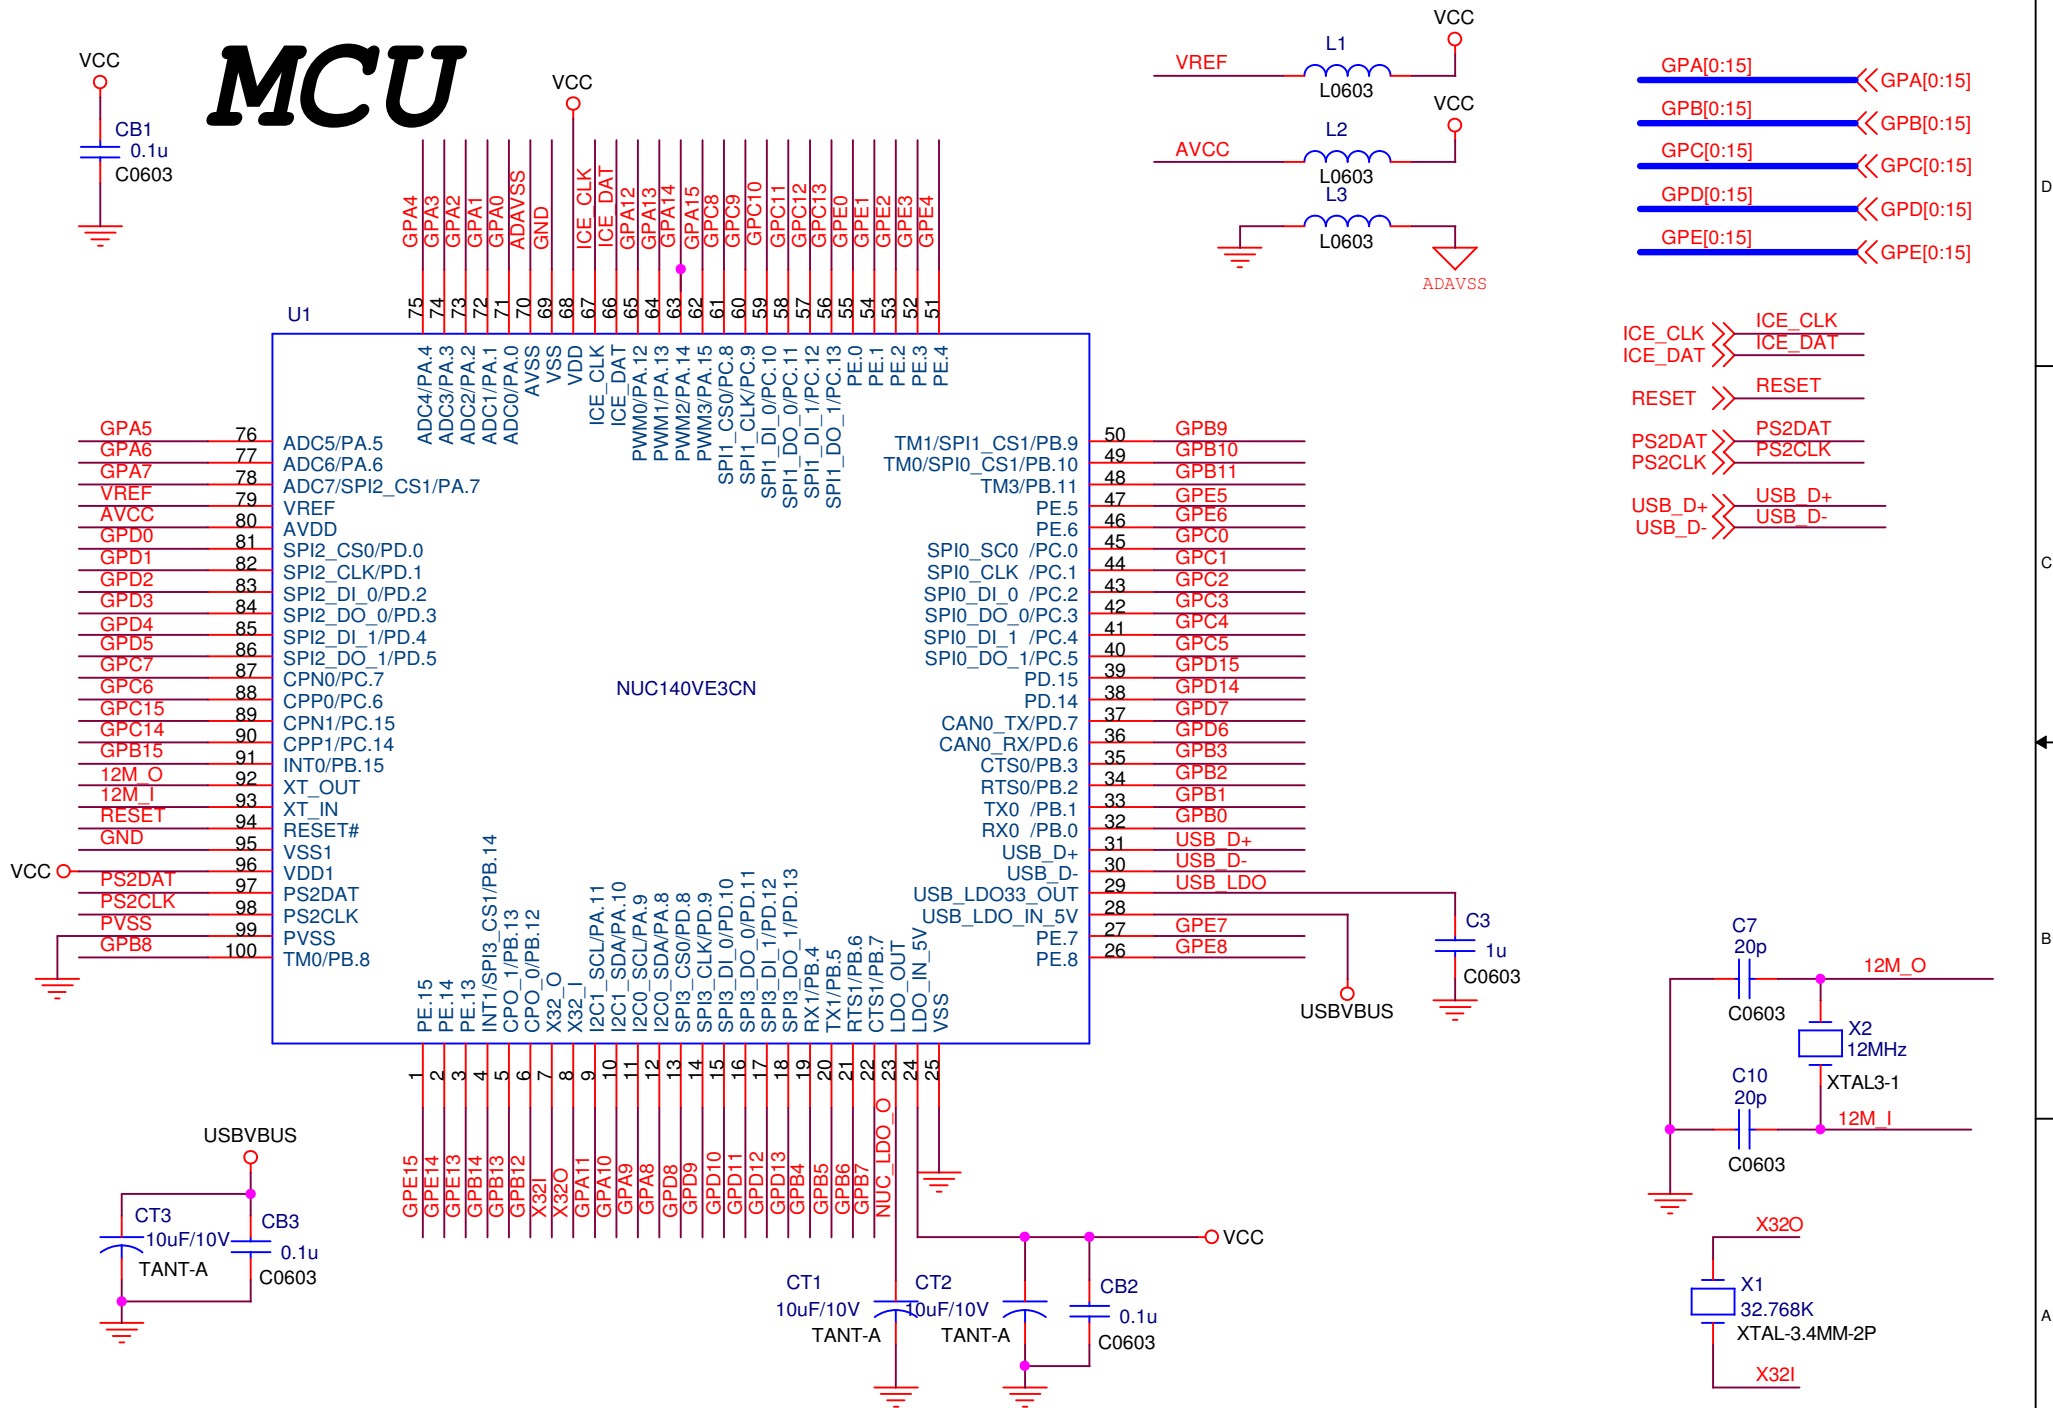 MCU
VCC
CB1
0.1u
C0603
VCC
GPA4
GPA3
GPA2
GPA1
GPA0
ADAVSS
GND
ICE_CLK
ICE_DAT
GPA12
GPA13
GPA14
GPA15
GPC8
GPC9
GPC10
GPC11
GPC12
GPC13
GPE0
GPE1
GPE2
GPE3
GPE4
75
74
73
72
71
70
69
68
67
66
65
64
63
62
61
60
59
58
57
56
55
54
53
52
51
VREF
L1
L0603
VCC
AVCC
L2
L0603
VCC
L3
L0603
ADAVSS
GPA[0:15]
GPA[0:15]
GPB[0:15]
GPB[0:15]
GPC[0:15]
GPC[0:15]
GPD[0:15]
GPD[0:15]
GPE[0:15]
GPE[0:15]
ICE_CLK
ICE_CLK
ICE_DAT
ICE_DAT
RESET
RESET
PS2DAT
PS2DAT
PS2CLK
PS2CLK
USB_D+
USB_D+
USB_D-
USB_D-
D
C
B
A
U1
ADC4/PA.4
ADC3/PA.3
ADC2/PA.2
ADC1/PA.1
ADC0/PA.0
AVSS
VSS
VDD
ICE_CLK
ICE_DAT
PWM0/PA.12
PWM1/PA.13
PWM2/PA.14
PWM3/PA.15
SPI1_CS0/PC.8
SPI1_CLK/PC.9
SPI1_DI_0/PC.10
SPI1_DO_0/PC.11
SPI1_DI_1/PC.12
SPI1_DO_1/PC.13
PE.0
PE.1
PE.2
PE.3
PE.4
GPA5 76 ADC5/PA.5
GPA6 77 ADC6/PA.6
GPA7 78 ADC7/SPI2_CS1/PA.7
VREF 79 VREF
AVCC 80 AVDD
GPD0 81 SPI2_CS0/PD.0
GPD1 82 SPI2_CLK/PD.1
GPD2 83 SPI2_DI_0/PD.2
GPD3 84 SPI2_DO_0/PD.3
GPD4 85 SPI2_DI_1/PD.4
GPD5 86 SPI2_DO_1/PD.5
GPC7 87 CPN0/PC.7
GPC6 88 CPP0/PC.6
GPC15 89 CPN1/PC.15
GPC14 90 CPP1/PC.14
GPB15 91 INT0/PB.15
12M_O 92 XT_OUT
12M_I 93 XT_IN
RESET 94 RESET#
GND 95 VSS1
VCC 96 VDD1
PS2DAT 97 PS2DAT
PS2CLK 98 PS2CLK
PVSS 99 PVSS
GPB8 100 TM0/PB.8
NUC140VE3CN
TM1/SPI1_CS1/PB.9 50 GPB9
TM0/SPI0_CS1/PB.10 49 GPB10
TM3/PB.11 48 GPB11
PE.5 47 GPE5
PE.6 46 GPE6
SPI0_SC0 /PC.0 45 GPC0
SPI0_CLK /PC.1 44 GPC1
SPI0_DI_0 /PC.2 43 GPC2
SPI0_DO_0/PC.3 42 GPC3
SPI0_DI_1 /PC.4 41 GPC4
SPI0_DO_1/PC.5 40 GPC5
PD.15 39 GPD15
PD.14 38 GPD14
CAN0_TX/PD.7 37 GPD7
CAN0_RX/PD.6 36 GPD6
CTS0/PB.3 35 GPB3
RTS0/PB.2 34 GPB2
TX0 /PB.1 33 GPB1
RX0 /PB.0 32 GPB0
USB_D+ 31 USB_D+
USB_D- 30 USB_D-
USB_LDO33_OUT 29 USB_LDO
USB_LDO_IN_5V 28
PE.7 27 GPE7
PE.8 26 GPE8
USBVBUS
C3
1u
C0603
PE.15
PE.14
PE.13
INT1/SPI3_CS1/PB.14
CPO_1/PB.13
CPO_0/PB.12
X32_O
X32_I
I2C1_SCL/PA.11
I2C1_SDA/PA.10
I2C0_SCL/PA.9
I2C0_SDA/PA.8
SPI3_CS0/PD.8
SPI3_CLK/PD.9
SPI3_DI_0/PD.10
SPI3_DO_0/PD.11
SPI3_DI_1/PD.12
SPI3_DO_1/PD.13
RX1/PB.4
TX1/PB.5
RTS1/PB.6
CTS1/PB.7
LDO_OUT
LDO_IN_5V
VSS
1
2
3
4
5
6
7
8
9
10
11
12
13
14
15
16
17
18
19
20
21
22
23
24
25
GPE15
GPE14
GPE13
GPB14
GPB13
GPB12
X32I
X32O
GPA11
GPA10
GPA9
GPA8
GPD8
GPD9
GPD10
GPD11
GPD12
GPD13
GPB4
GPB5
GPB6
GPB7
NUC_LDO_O
C7
20p
C0603
12M_O
X2
12MHz
XTAL3-1
C10
20p
C0603
12M_I
USBVBUS
CT3
10uF/10V
TANT-A
CB3
0.1u
C0603
VCC
CT1
10uF/10V
TANT-A
CT2
10uF/10V
TANT-A
CB2
0.1u
C0603
X32O
X1
32.768K
XTAL-3.4MM-2P
X32I